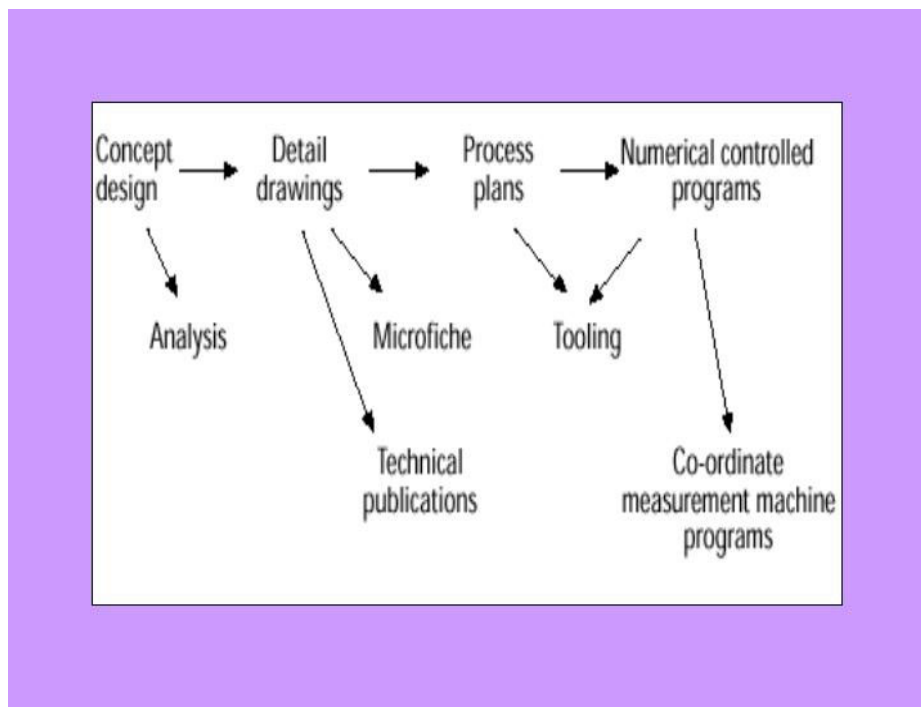 Concept
design
Detail
drawings
Process
plans
Numerical controlled
programs
Analysis
Microfiche
Tooling
Technical
publications
Co-ordinate
measurement machine
programs